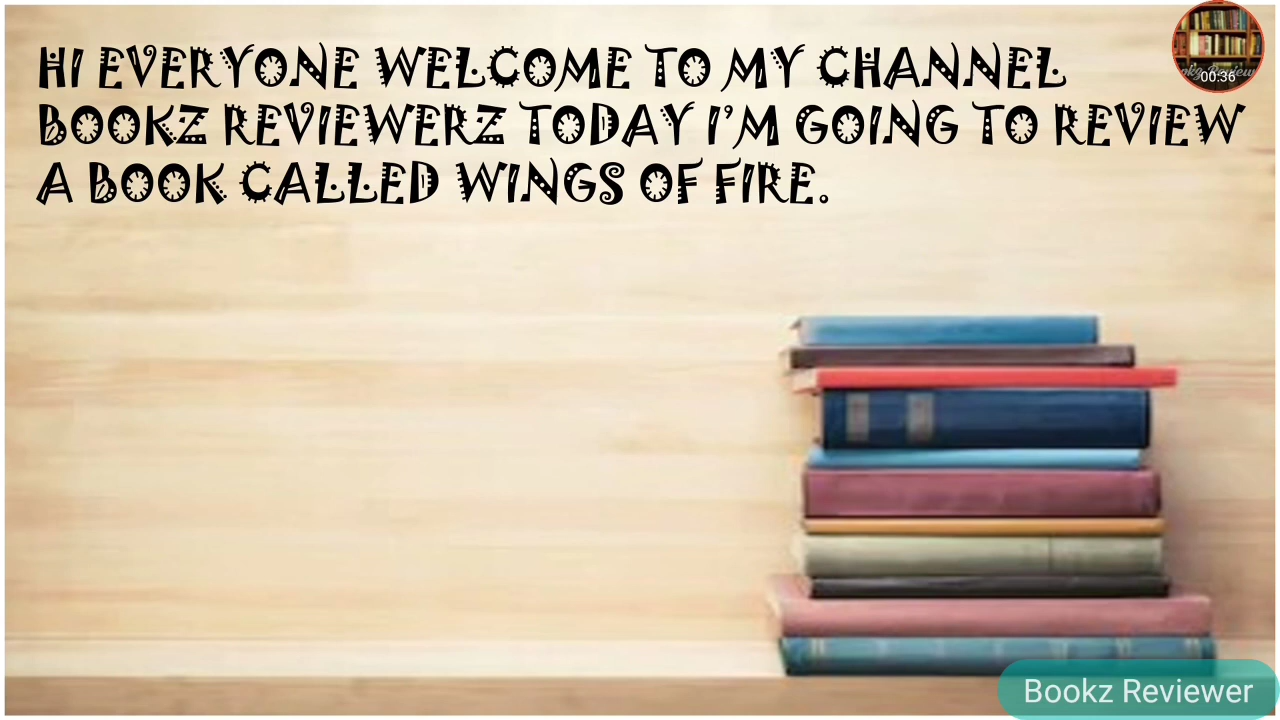 HI EVERYONE WELCOME TO MY CHANNEL
BOOKZ REVIEWERZ TODAY I'M GOING TO REVIEW
A BOOK CALLED WINGS OF FIRE.
00:36
Bookz Reviewer